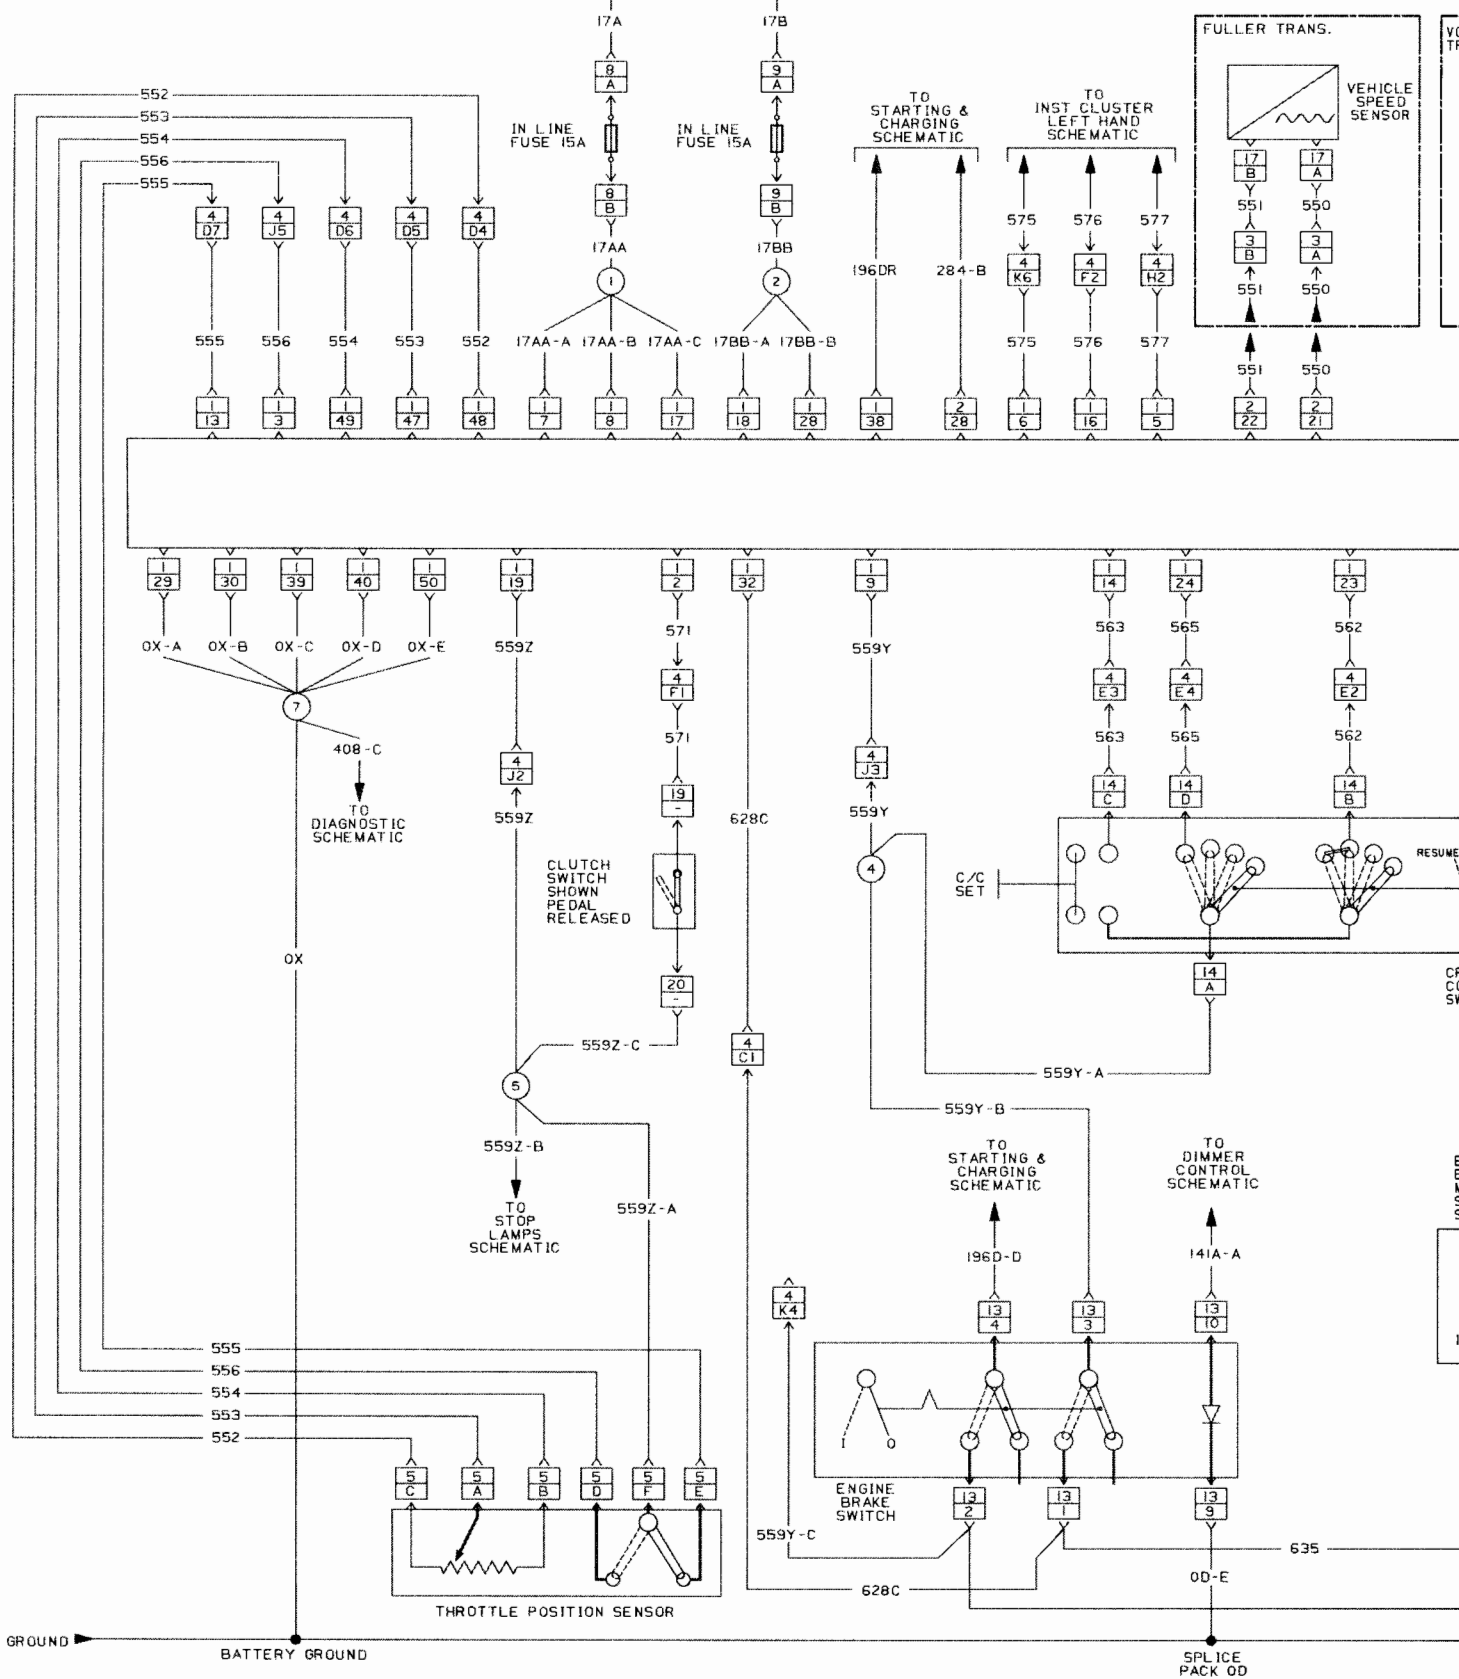 17A
17B
FULLER TRANS.
8
A
9
A
VEHICLE
SPEED
SENSOR
552
553
554
556
555
IN LINE
FUSE 15A
IN LINE
FUSE 15A
TO
STARTING &
CHARGING
SCHEMATIC
TO
INST CLUSTER
LEFT HAND
SCHEMATIC
17
B
17
A
8
B
9
B
551
550
4
D7
4
J5
4
D6
4
D5
4
D4
575
576
577
3
B
3
A
17AA
17BB
196DR
284-B
4
K6
4
F2
4
H2
1
2
551
550
555
556
554
553
552
17AA-A
17AA-B
17AA-C
17BB-A
17BB-B
575
576
577
551
550
1
13
1
3
1
49
1
47
1
48
1
7
1
8
1
17
1
18
1
28
1
38
2
28
1
6
1
16
1
5
2
22
2
21
1
29
1
30
1
39
1
40
1
50
1
19
1
2
1
32
1
9
1
14
1
24
1
23
OX-A
OX-B
OX-C
OX-D
OX-E
559Z
571
559Y
563
565
562
4
F1
4
E3
4
E4
4
E2
7
408-C
571
563
565
562
4
J2
4
J3
TO
DIAGNOSTIC
SCHEMATIC
19
-
14
C
14
D
14
B
559Z
628C
559Y
CLUTCH
SWITCH
SHOWN
PEDAL
RELEASED
4
C/C
SET
RESUME
OX
20
-
14
A
559Z-C
4
C1
559Y-A
5
559Y-B
559Z-B
TO
STARTING &
CHARGING
SCHEMATIC
TO
DIMMER
CONTROL
SCHEMATIC
TO
STOP
LAMPS
SCHEMATIC
559Z-A
196D-D
141A-A
4
K4
13
4
13
3
13
10
555
556
554
553
552
I
O
5
C
5
A
5
B
5
D
5
F
5
E
ENGINE
BRAKE
SWITCH
13
2
13
1
13
9
559Y-C
635
628C
OD-E
THROTTLE POSITION SENSOR
GROUND
BATTERY GROUND
SPLICE
PACK OD